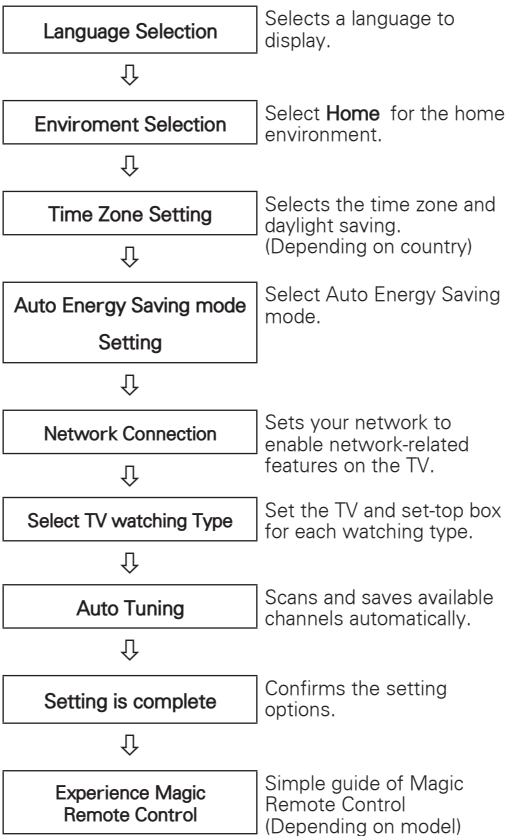 Language Selection
Selects a language to
display.
Enviroment Selection
Select Home for the home
environment.
Time Zone Setting
Selects the time zone and
daylight saving.
(Depending on country)
Auto Energy Saving mode
Setting
Select Auto Energy Saving
mode.
Network Connection
Sets your network to
enable network-related
features on the TV.
Select TV watching Type
Set the TV and set-top box
for each watching type.
Auto Tuning
Scans and saves available
channels automatically.
Setting is complete
Confirms the setting
options.
Experience Magic
Remote Control
Simple guide of Magic
Remote Control
(Depending on model)